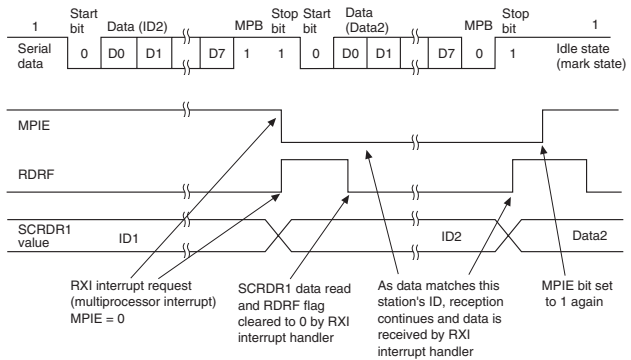 1 Start bit Data (ID2) MPB Stop bit Start bit Data (Data2) MPB Stop bit 1
Serial data 0 D0 D1 D7 1 1 0 D0 D1 D7 0 1 Idle state (mark state)
MPIE
RDRF
SCRDR1 value ID1 ID2 Data2
RXI interrupt request
(multiprocessor interrupt)
MPIE = 0
SCRDR1 data read
and RDRF flag
cleared to 0 by RXI
interrupt handler
As data matches this
station's ID, reception
continues and data is
received by RXI
interrupt handler
MPIE bit set
to 1 again